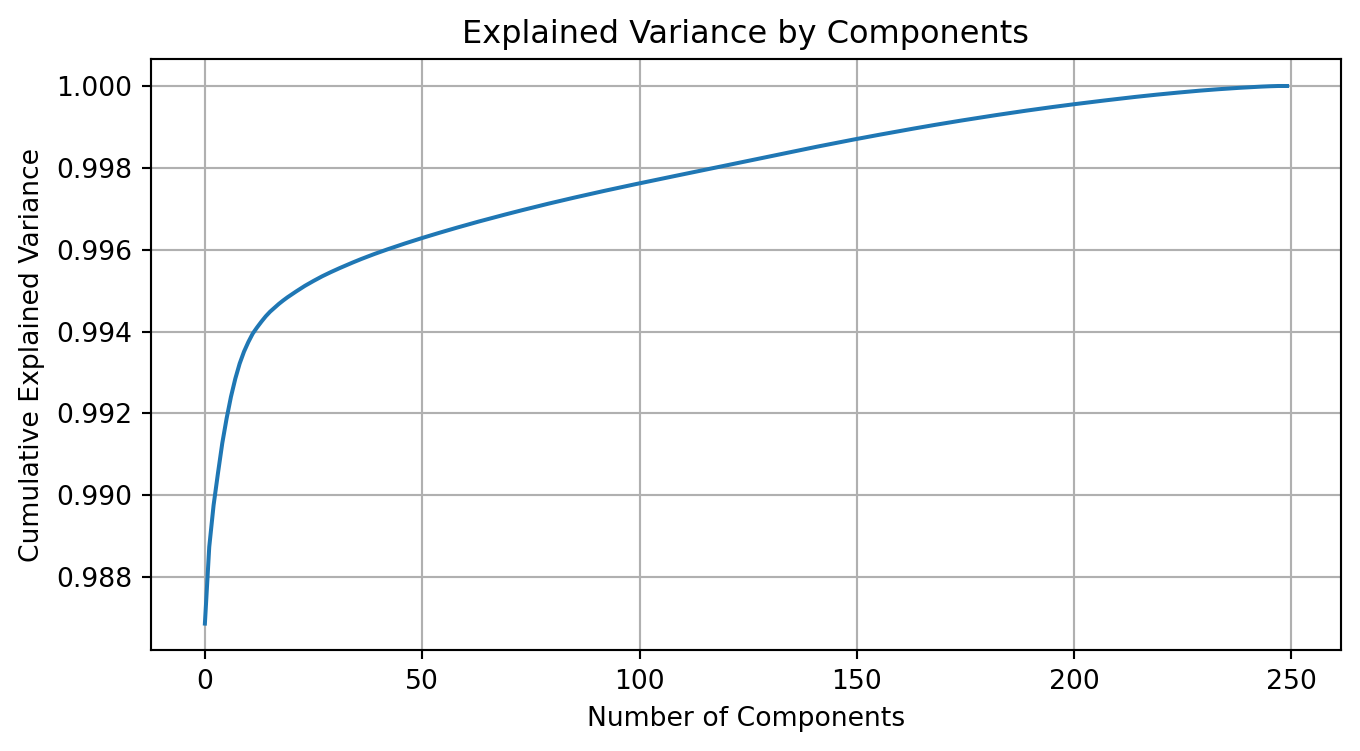 Explained Variance by Components
Cumulative Explained Variance
1.000
0.998
0.996
0.994
0.992
0.990
0.988
0 50 100 150 200 250
Number of Components